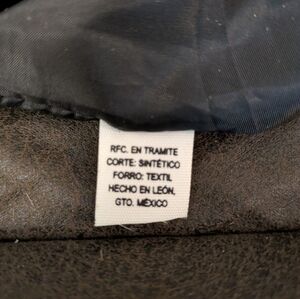 RFC. EN TRAMITE
CORTE: SINTÉTICO
FORRO: TEXTIL
HECHO EN LEÓN,
GTO. MÉXICO